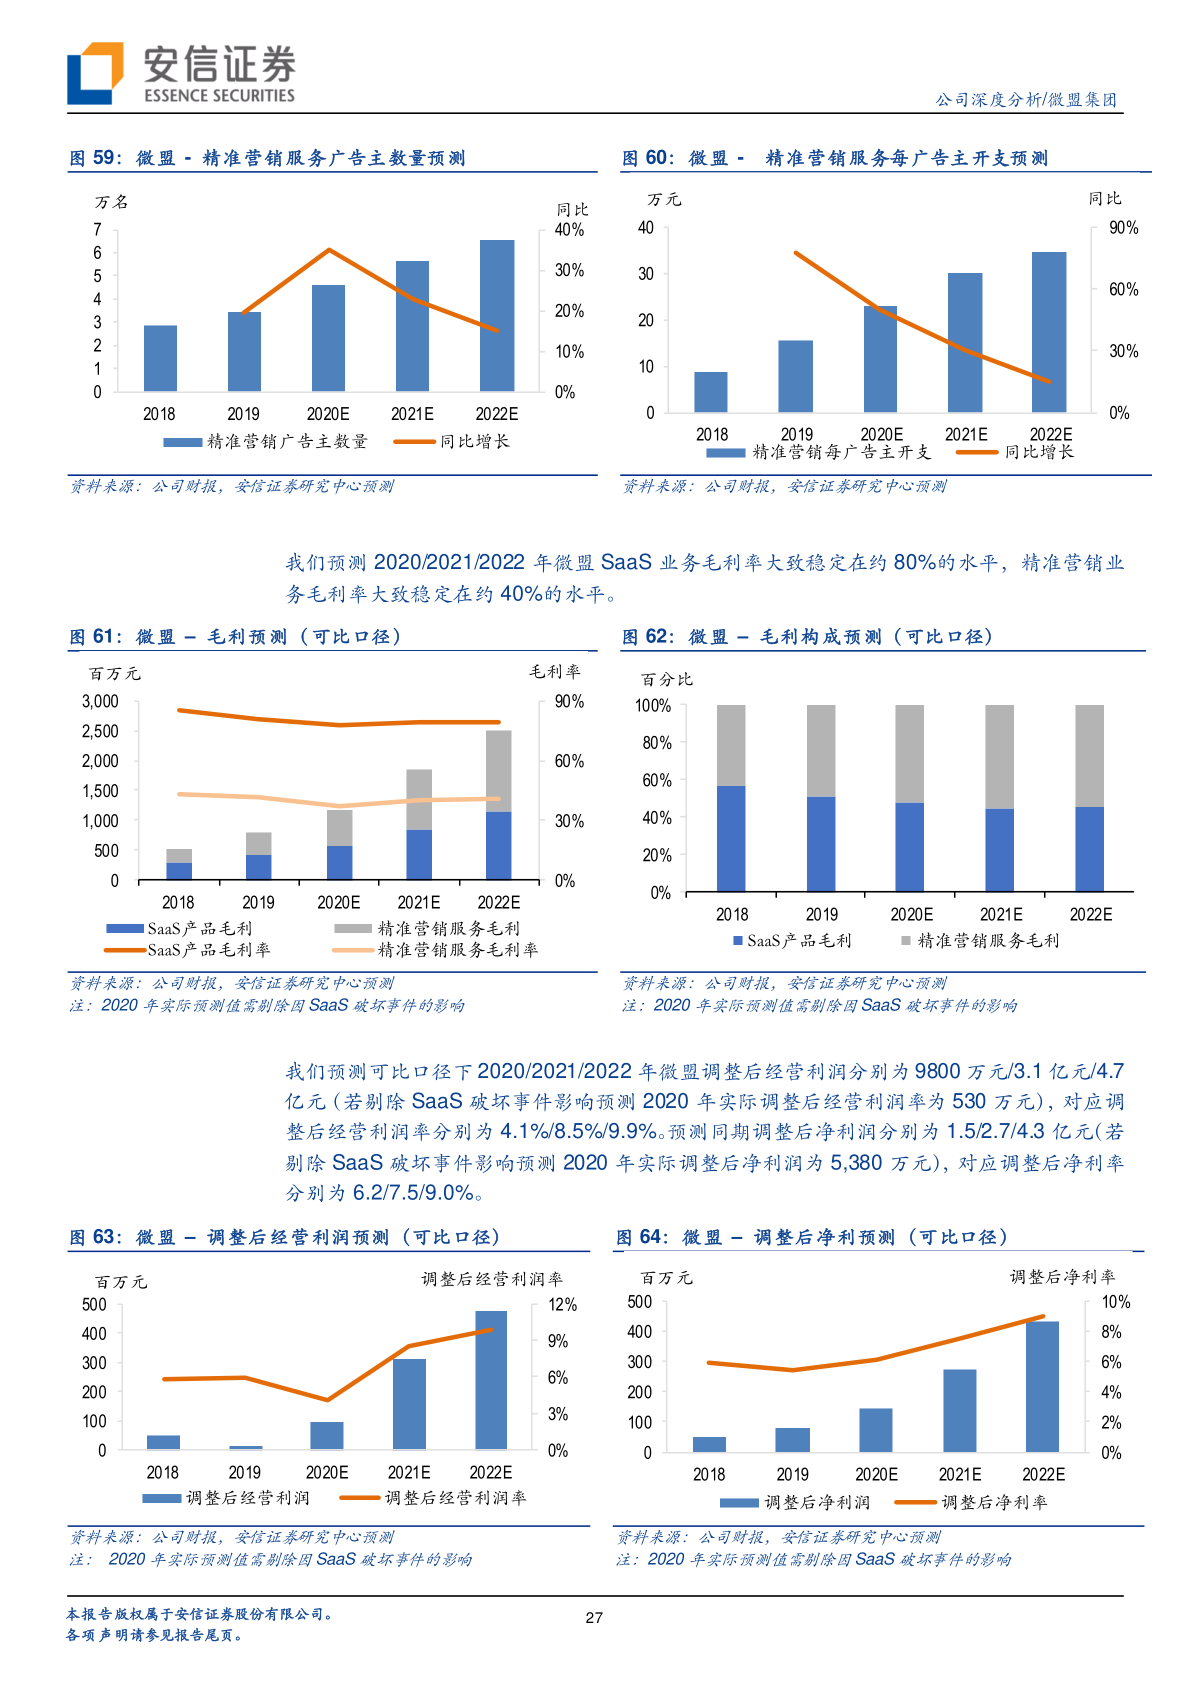 安信证券
ESSENCE SECURITIES
公司深度分析/微盟集团
图 59：微盟 - 精准营销服务广告主数量预测
万名
同比
7
6
5
4
3
2
1
0
40%
30%
20%
10%
0%
2018 2019 2020E 2021E 2022E
精准营销广告主数量 同比增长
资料来源：公司财报，安信证券研究中心预测
图 60：微盟 - 精准营销服务每广告主开支预测
万元
同比
40
30
20
10
0
90%
60%
30%
0%
2018 2019 2020E 2021E 2022E
精准营销每广告主开支 同比增长
资料来源：公司财报，安信证券研究中心预测
我们预测 2020/2021/2022 年微盟 SaaS 业务毛利率大致稳定在约 80%的水平，精准营销业
务毛利率大致稳定在约 40%的水平。
图 61：微盟 – 毛利预测（可比口径）
百万元
毛利率
3,000
2,500
2,000
1,500
1,000
500
0
90%
60%
30%
0%
2018 2019 2020E 2021E 2022E
SaaS产品毛利 精准营销服务毛利
SaaS产品毛利率 精准营销服务毛利率
资料来源：公司财报，安信证券研究中心预测
注：2020 年实际预测值需剔除因 SaaS 破坏事件的影响
图 62：微盟 – 毛利构成预测（可比口径）
百分比
100%
80%
60%
40%
20%
0%
2018 2019 2020E 2021E 2022E
SaaS产品毛利 精准营销服务毛利
资料来源：公司财报，安信证券研究中心预测
注：2020 年实际预测值需剔除因 SaaS 破坏事件的影响
我们预测可比口径下 2020/2021/2022 年微盟调整后经营利润分别为 9800 万元/3.1 亿元/4.7
亿元（若剔除 SaaS 破坏事件影响预测 2020 年实际调整后经营利润率为 530 万元），对应调
整后经营利润率分别为 4.1%/8.5%/9.9%。预测同期调整后净利润分别为 1.5/2.7/4.3 亿元（若
剔除 SaaS 破坏事件影响预测 2020 年实际调整后净利润为 5,380 万元），对应调整后净利率
分别为 6.2/7.5/9.0%。
图 63：微盟 – 调整后经营利润预测（可比口径）
百万元
调整后经营利润率
500
400
300
200
100
0
12%
9%
6%
3%
0%
2018 2019 2020E 2021E 2022E
调整后经营利润 调整后经营利润率
资料来源：公司财报，安信证券研究中心预测
注： 2020 年实际预测值需剔除因 SaaS 破坏事件的影响
图 64：微盟 – 调整后净利预测（可比口径）
百万元
调整后净利率
500
400
300
200
100
0
10%
8%
6%
4%
2%
0%
2018 2019 2020E 2021E 2022E
调整后净利润 调整后净利率
资料来源：公司财报，安信证券研究中心预测
注：2020 年实际预测值需剔除因 SaaS 破坏事件的影响
本报告版权属于安信证券股份有限公司。
各项声明请参见报告尾页。
27